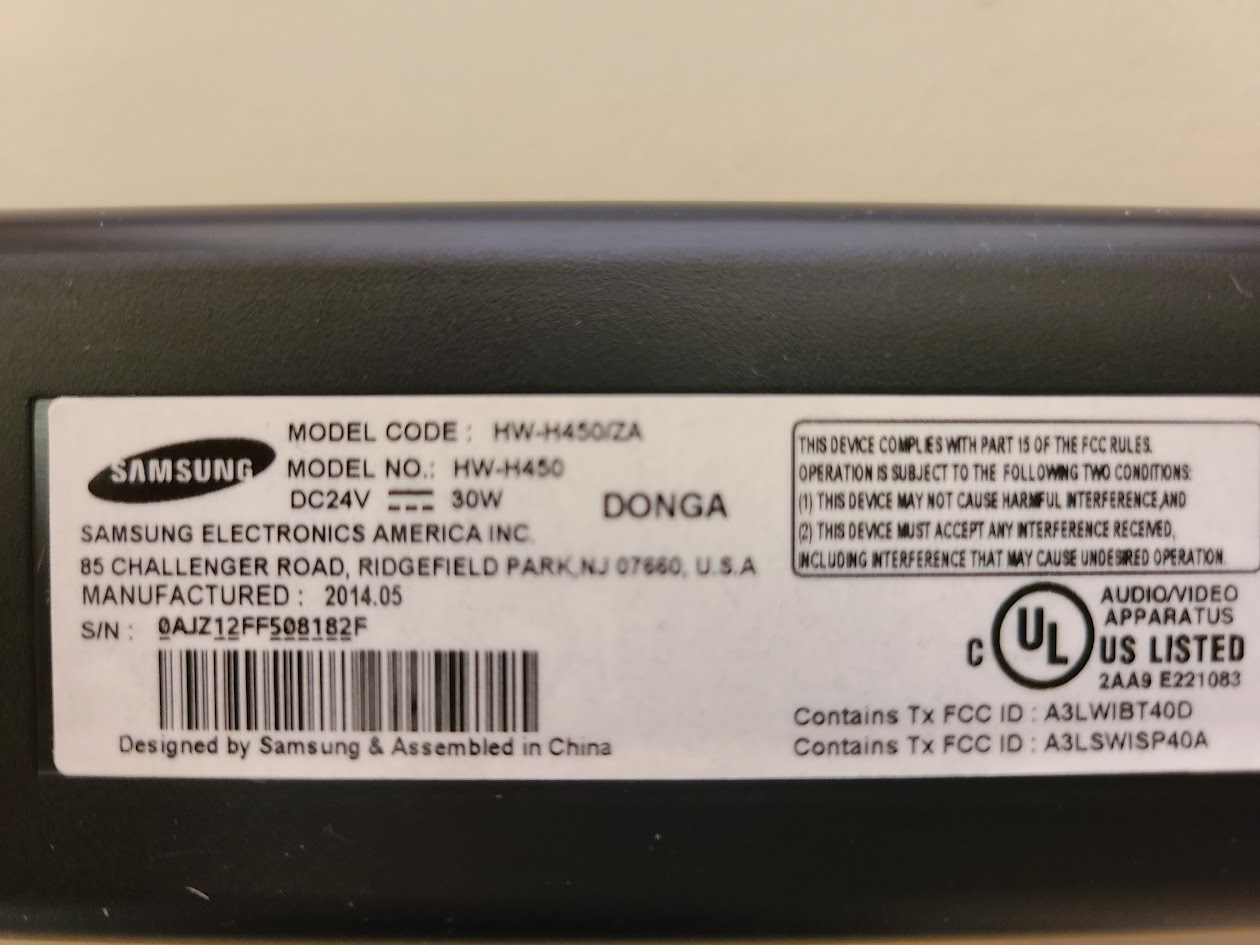 SAMSUNG
MODEL CODE : HW-H450/ZA
MODEL NO.: HW-H450
DC24V 30W
DONGA
SAMSUNG ELECTRONICS AMERICA INC.
85 CHALLENGER ROAD, RIDGEFIELD PARK,NJ 07660, U.S.A
MANUFACTURED : 2014.05
S/N : 0AJZ12FF508182F
Designed by Samsung & Assembled in China
THIS DEVICE COMPLIES WITH PART 15 OF THE FCC RULES.
OPERATION IS SUBJECT TO THE FOLLOWING TWO CONDITIONS:
(1) THIS DEVICE MAY NOT CAUSE HARMFUL INTERFERENCE,AND
(2) THIS DEVICE MUST ACCEPT ANY INTERFERENCE RECEIVED,
INCLUDING INTERFERENCE THAT MAY CAUSE UNDESIRED OPERATION.
C UL
AUDIO/VIDEO
APPARATUS
US LISTED
2AA9 E221083
Contains Tx FCC ID : A3LWIBT40D
Contains Tx FCC ID : A3LSWISP40A